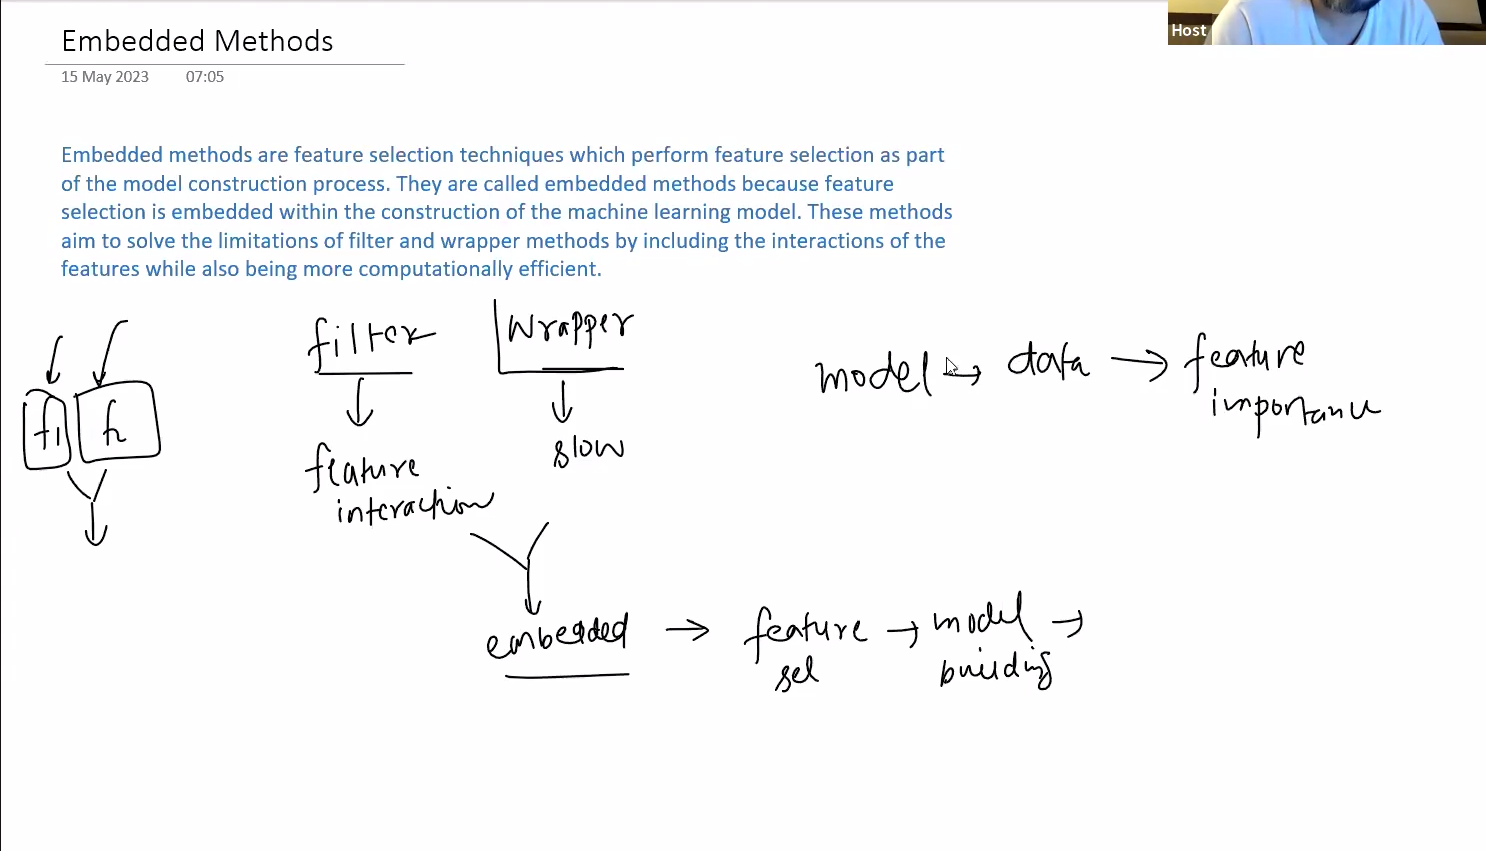 Host
Embedded Methods
15 May 2023 07:05
Embedded methods are feature selection techniques which perform feature selection as part
of the model construction process. They are called embedded methods because feature
selection is embedded within the construction of the machine learning model. These methods
aim to solve the limitations of filter and wrapper methods by including the interactions of the
features while also being more computationally efficient.
filter
wrapper
model → data → feature
importance
f1
slow
feature
interaction
embedded → feature → model →
sel
building